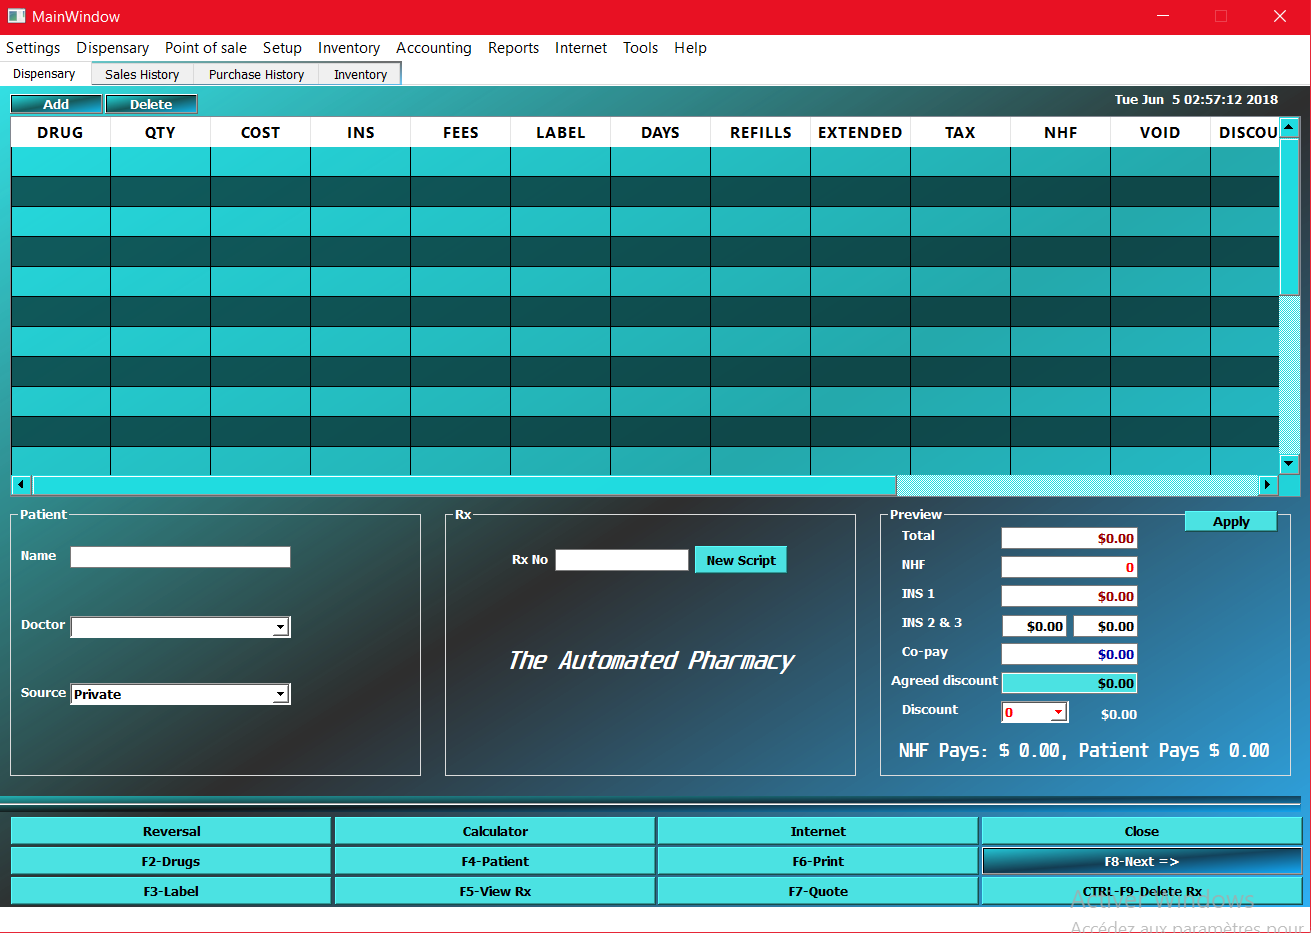 MainWindow
Settings Dispensary Point of sale Setup Inventory Accounting Reports Internet Tools Help
Dispensary Sales History Purchase History Inventory
Add Delete Tue Jun 5 02:57:12 2018
DRUG QTY COST INS FEES LABEL DAYS REFILLS EXTENDED TAX NHF VOID DISCOU
Patient
Name
Doctor
Source Private
Rx
Rx No New Script
The Automated Pharmacy
Preview Apply
Total $0.00
NHF 0
INS 1 $0.00
INS 2 & 3 $0.00 $0.00
Co-pay $0.00
Agreed discount $0.00
Discount 0 $0.00
NHF Pays: $ 0.00, Patient Pays $ 0.00
Reversal Calculator Internet Close
F2-Drugs F4-Patient F6-Print F8-Next =>
F3-Label F5-View Rx F7-Quote CTRL-F9-Delete Rx
Activer Windows
Accédez aux paramètres pour